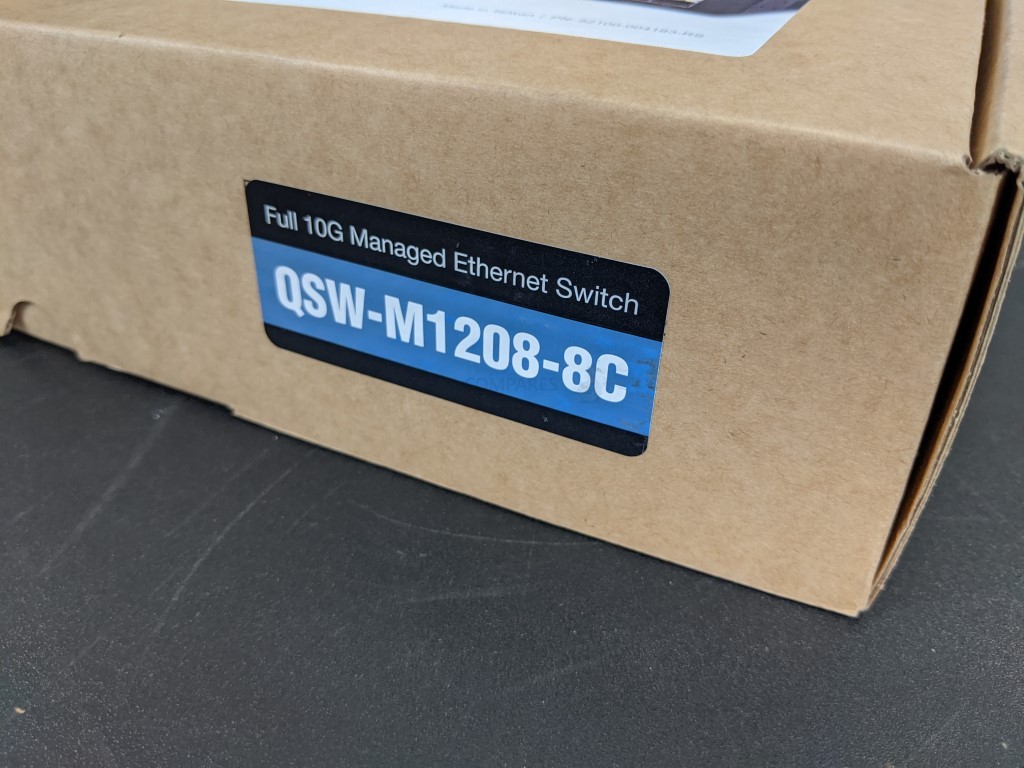 Full 10G Managed Ethernet Switch
QSW-M1208-8C